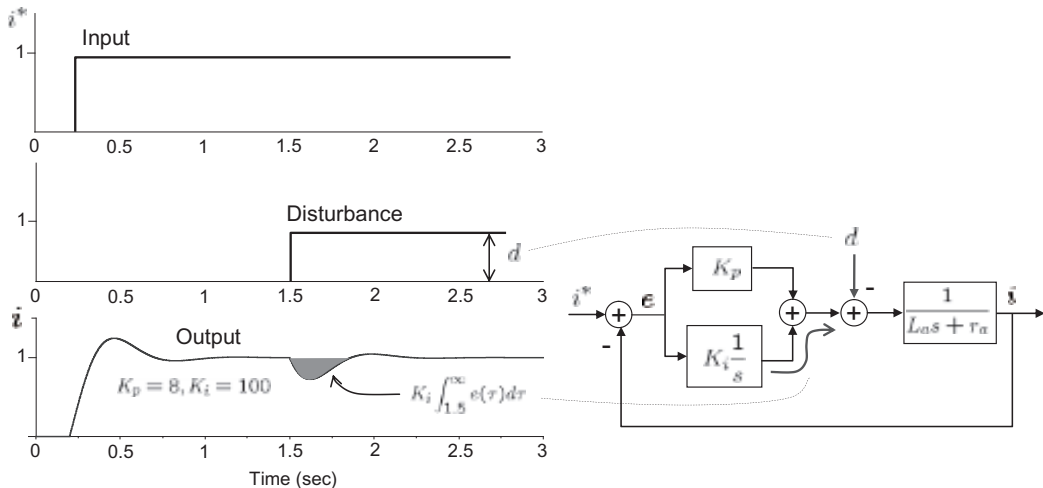 i*
1
Input
0 0.5 1 1.5 2 2.5 3
1
Disturbance
d
0 0.5 1 1.5 2 2.5 3
i
1
Output
K_p = 8, K_i = 100
K_i ∫_{1.5}^{∞} e(τ)dτ
0 0.5 1 1.5 2 2.5 3
Time (sec)
d
-
K_p
i*
+
e
+
+
1/(L_a s + r_a)
i
-
K_i 1/s